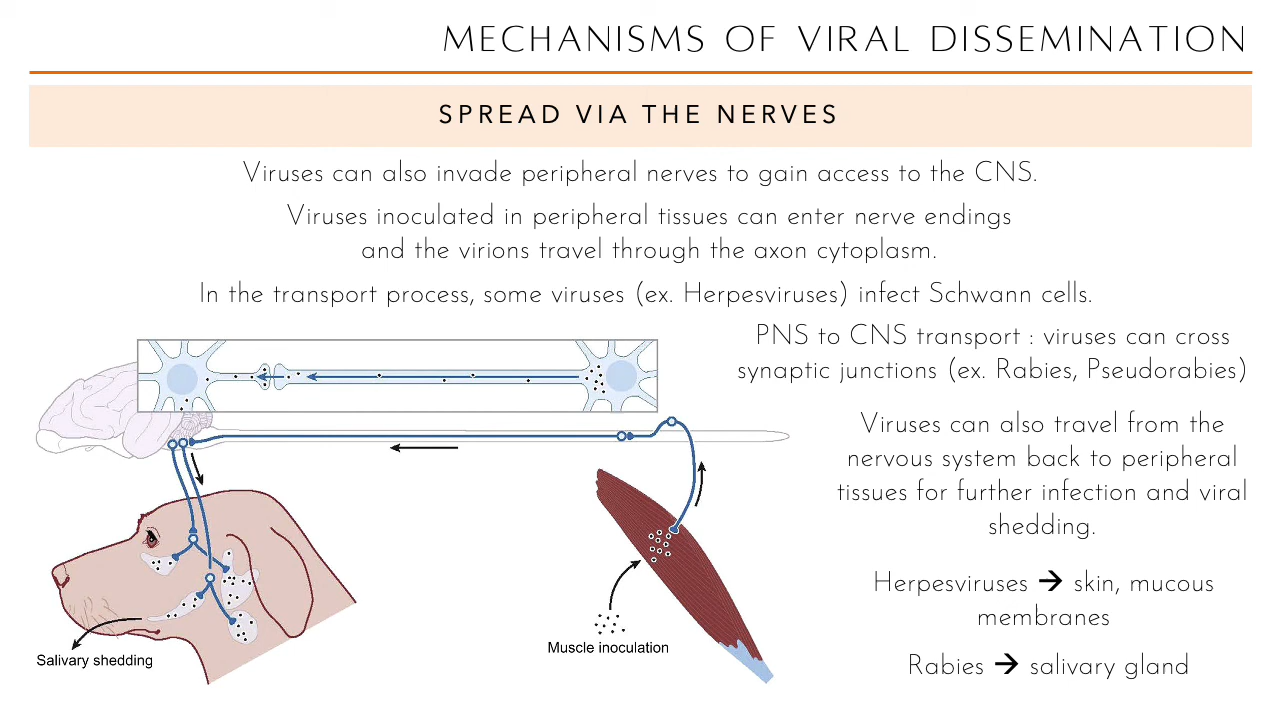 MECHANISMS OF VIRAL DISSEMINATION
SPREAD VIA THE NERVES
Viruses can also invade peripheral nerves to gain access to the CNS.
Viruses inoculated in peripheral tissues can enter nerve endings
and the virions travel through the axon cytoplasm.
In the transport process, some viruses (ex. Herpesviruses) infect Schwann cells.
PNS to CNS transport : viruses can cross
synaptic junctions (ex. Rabies, Pseudorabies)
Viruses can also travel from the
nervous system back to peripheral
tissues for further infection and viral
shedding.
Herpesviruses → skin, mucous
membranes
Rabies → salivary gland
Salivary shedding
Muscle inoculation